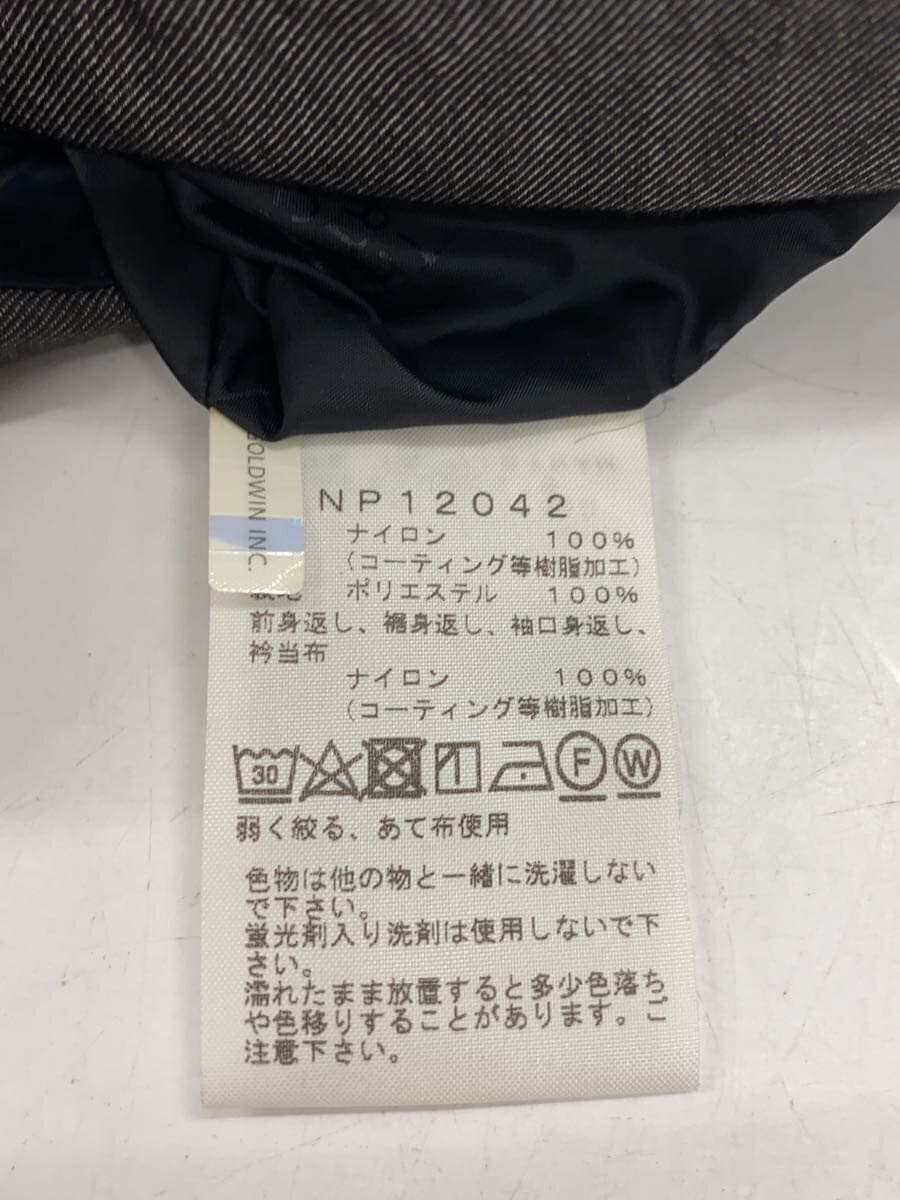 GOLDWIN INC.
NP12042
ナイロン 100%
(コーティング等樹脂加工)
ポリエステル 100%
前身返し、裾身返し、袖口身返し、
衿当布
ナイロン 100%
(コーティング等樹脂加工)
30 F W
弱く絞る、あて布使用
色物は他の物と一緒に洗濯しない
で下さい。
蛍光剤入り洗剤は使用しないで下
さい。
濡れたまま放置すると多少色落ち
や色移りすることがあります。ご
注意下さい。